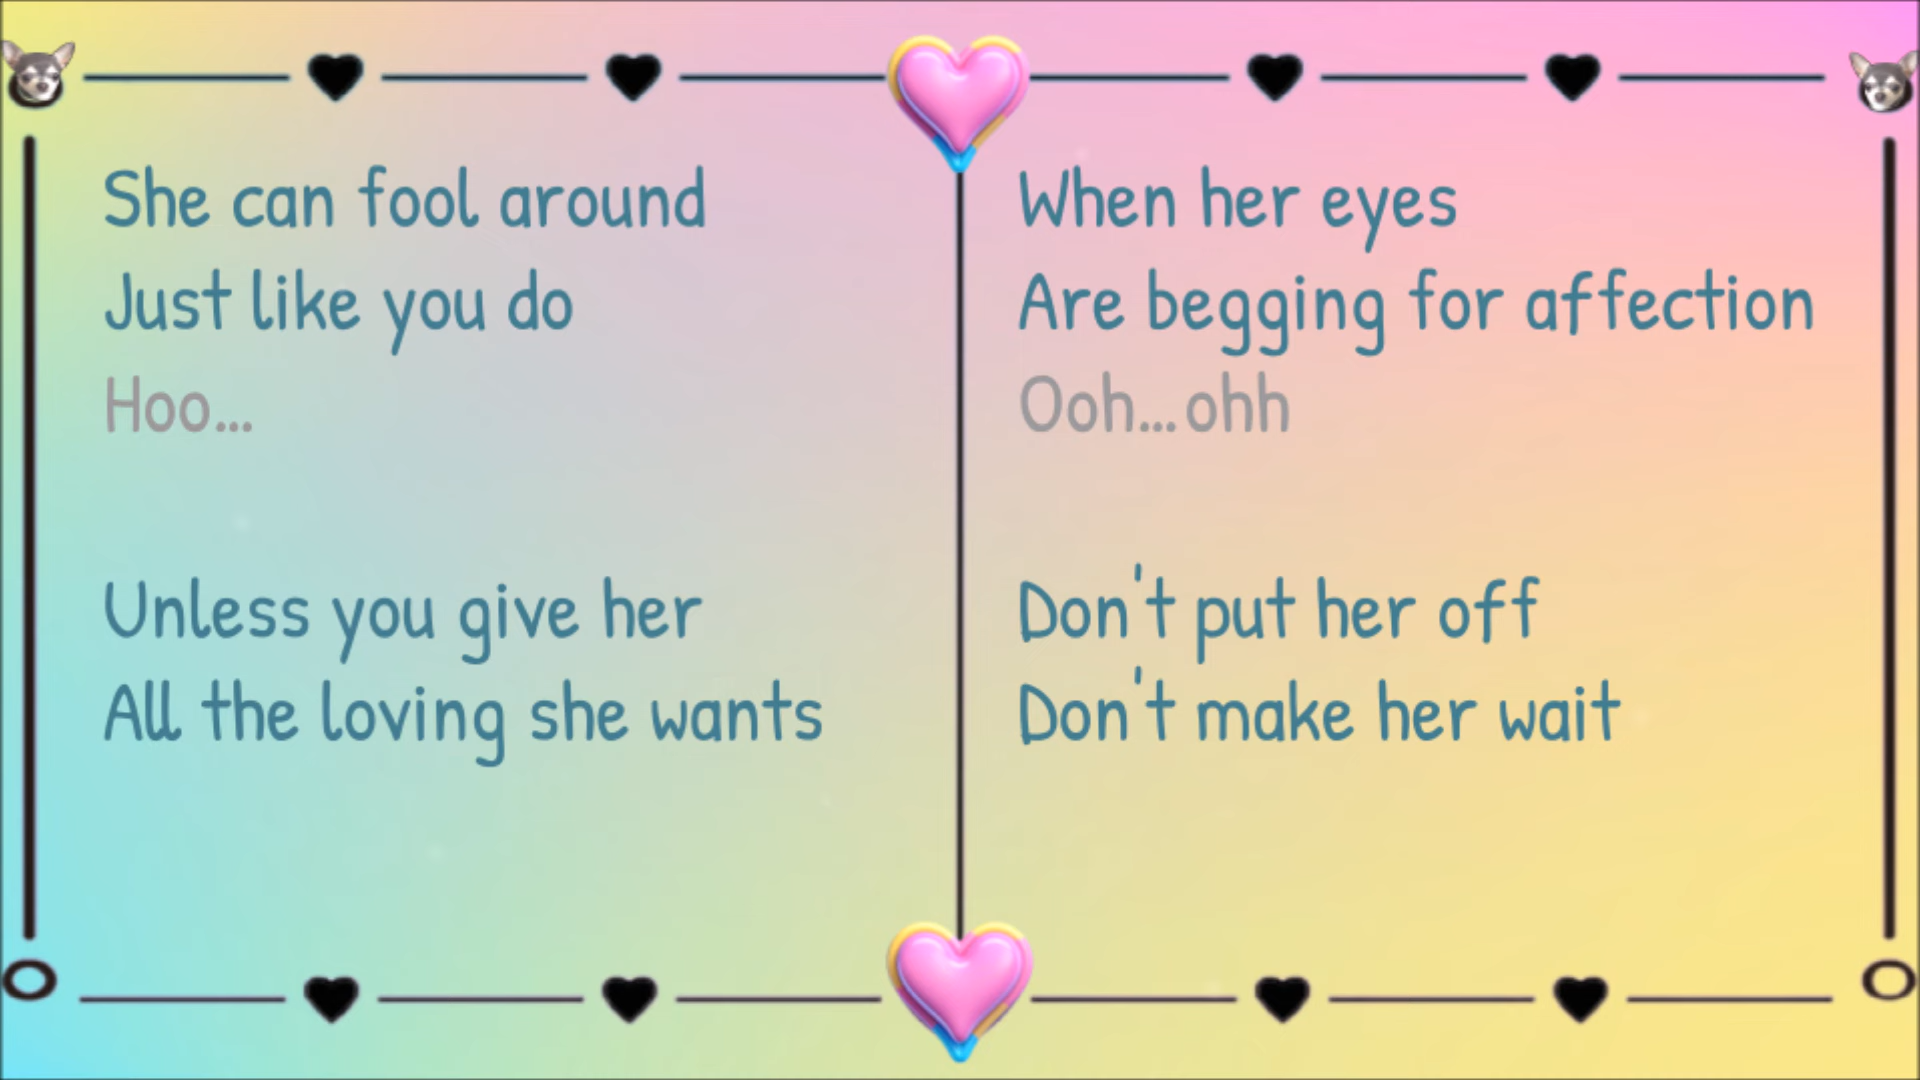 She can fool around
Just like you do
Hoo...
Unless you give her
All the loving she wants
When her eyes
Are begging for affection
Ooh...ohh
Don't put her off
Don't make her wait